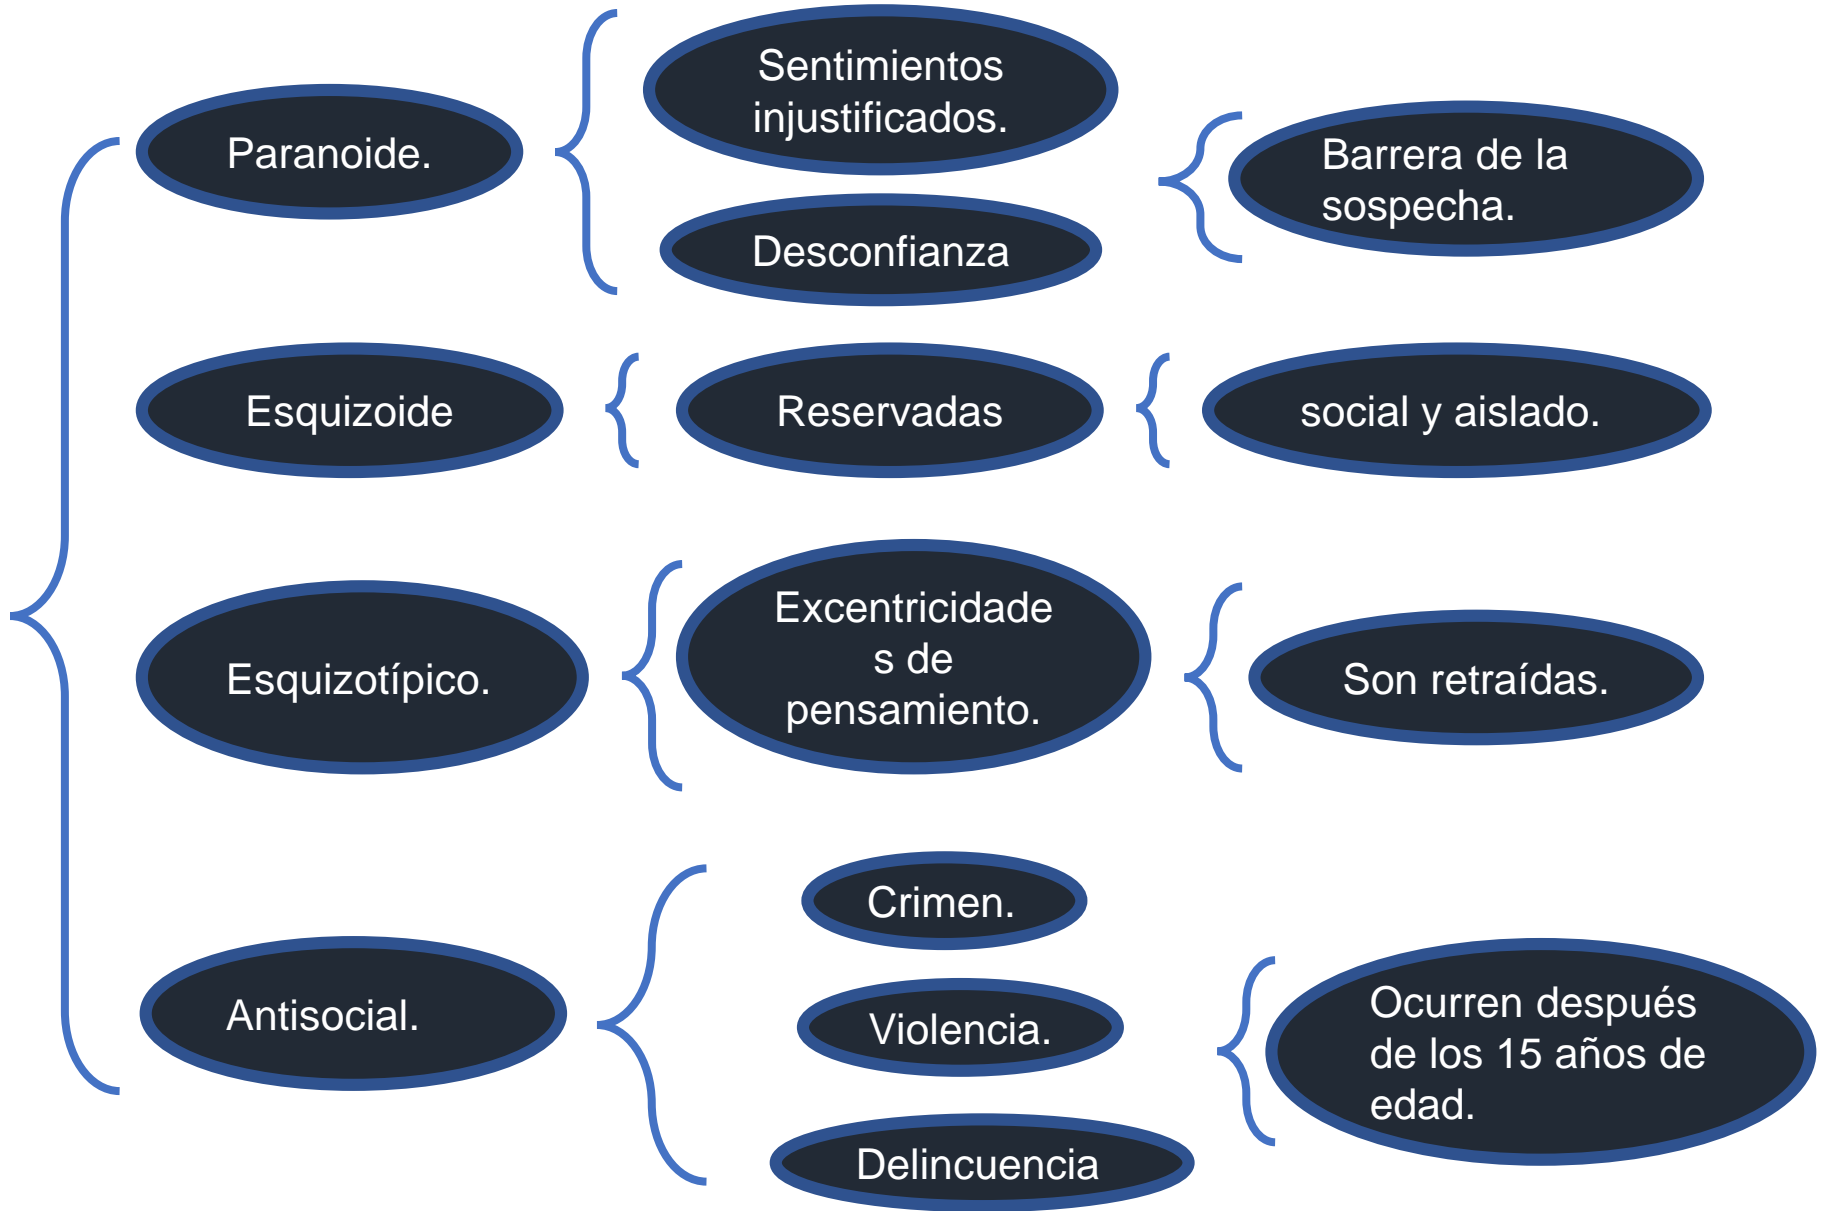 Paranoide.
Sentimientos
injustificados.
Desconfianza
Barrera de la
sospecha.
Esquizoide
Reservadas
social y aislado.
Esquizotípico.
Excentricidade
s de
pensamiento.
Son retraídas.
Antisocial.
Crimen.
Violencia.
Delincuencia
Ocurren después
de los 15 años de
edad.